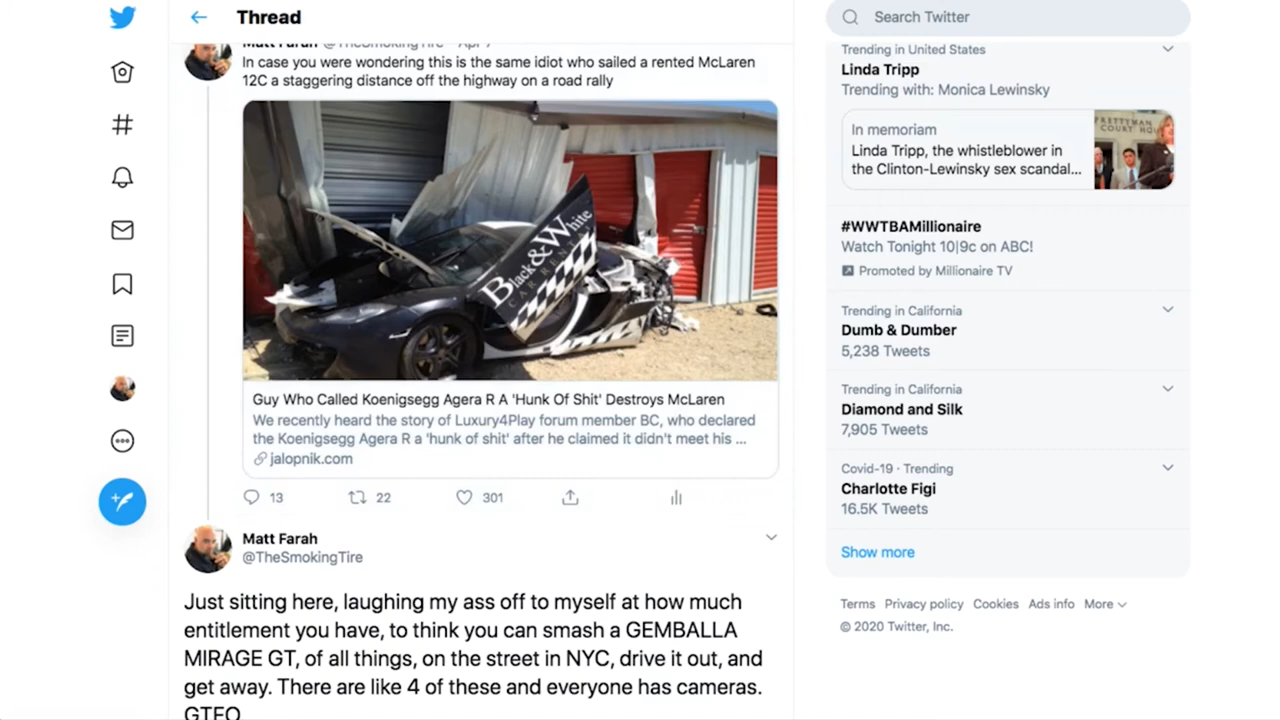 Thread
Matt Farah @TheSmokingTire · Apr 7
In case you were wondering this is the same idiot who sailed a rented McLaren
12C a staggering distance off the highway on a road rally
Black & White
CAR RENTAL
Guy Who Called Koenigsegg Agera R A 'Hunk Of Shit' Destroys McLaren
We recently heard the story of Luxury4Play forum member BC, who declared
the Koenigsegg Agera R a 'hunk of shit' after he claimed it didn't meet his ...
jalopnik.com
13
22
301
Matt Farah
@TheSmokingTire
Just sitting here, laughing my ass off to myself at how much
entitlement you have, to think you can smash a GEMBALLA
MIRAGE GT, of all things, on the street in NYC, drive it out, and
get away. There are like 4 of these and everyone has cameras.
GTFO
Search Twitter
Trending in United States
Linda Tripp
Trending with: Monica Lewinsky
In memoriam
Linda Tripp, the whistleblower in
the Clinton-Lewinsky sex scandal...
PRETTYMAN
COURT HO
#WWTBAMillionaire
Watch Tonight 10|9c on ABC!
Promoted by Millionaire TV
Trending in California
Dumb & Dumber
5,238 Tweets
Trending in California
Diamond and Silk
7,905 Tweets
Covid-19 · Trending
Charlotte Figi
16.5K Tweets
Show more
Terms Privacy policy Cookies Ads info More
© 2020 Twitter, Inc.